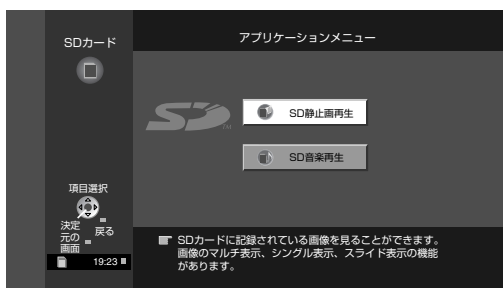 SDカード
アプリケーションメニュー
SD
TM
SD静止画再生
SD音楽再生
項目選択
決定
元の
画面
戻る
19:23
SDカードに記録されている画像を見ることができます。
画像のマルチ表示、シングル表示、スライド表示の機能
があります。